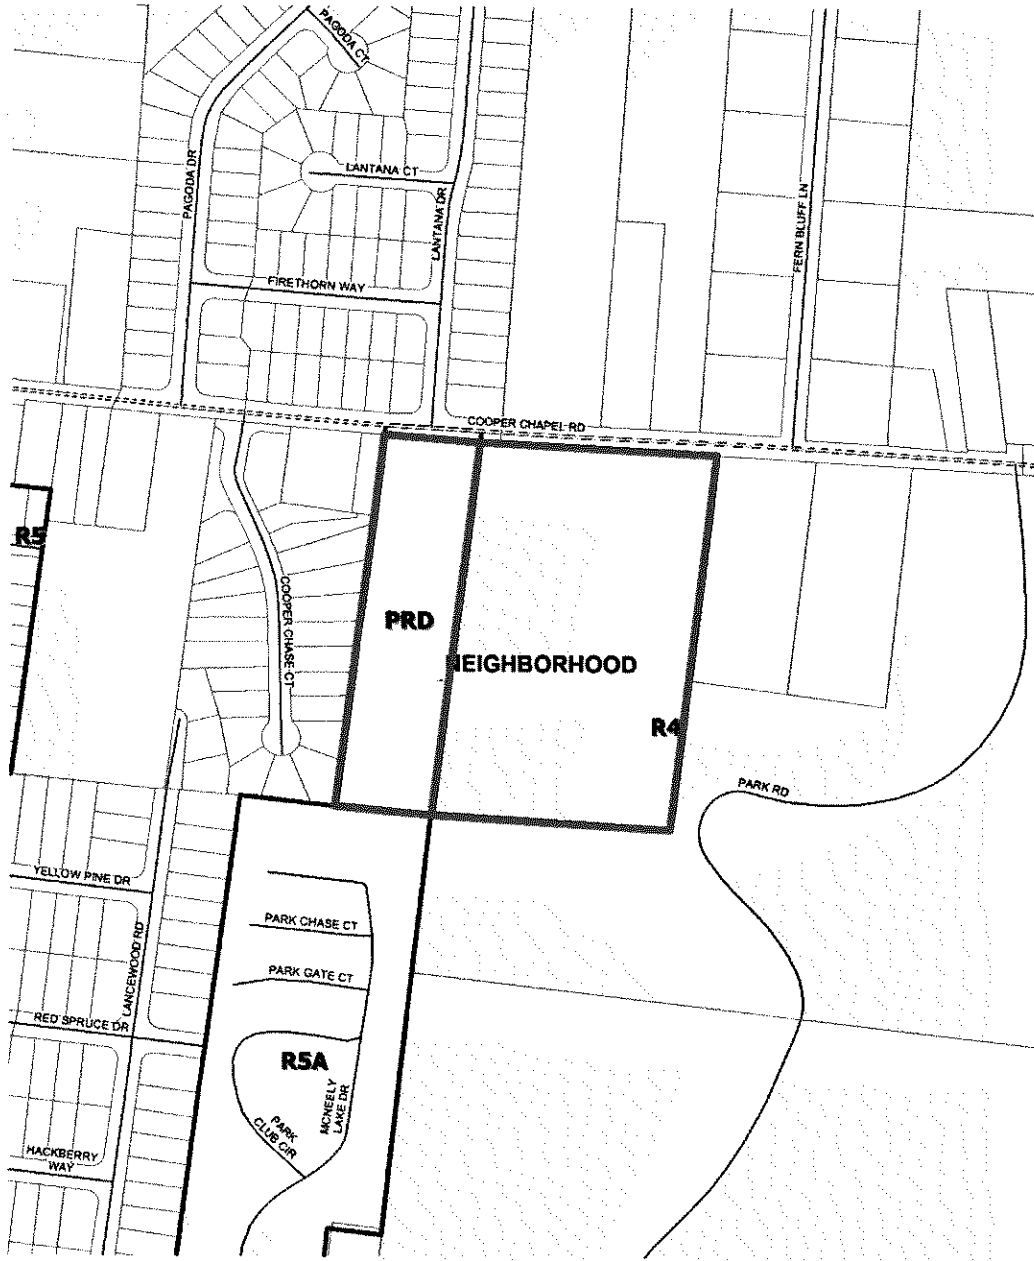 PAGODA CT
LANTANA CT
PAGODA DR
LANTANA DR
FERN BLUFF LN
FIRETHORN WAY
COOPER CHAPEL RD
R5
COOPER CHASE CT
PRD
NEIGHBORHOOD
R4
PARK RD
YELLOW PINE DR
LANCEWOOD RD
PARK CHASE CT
PARK GATE CT
RED SPRUCE DR
R5A
MCNEELY
LAKE DR
PARK
CLUB CIR
HACKBERRY
WAY